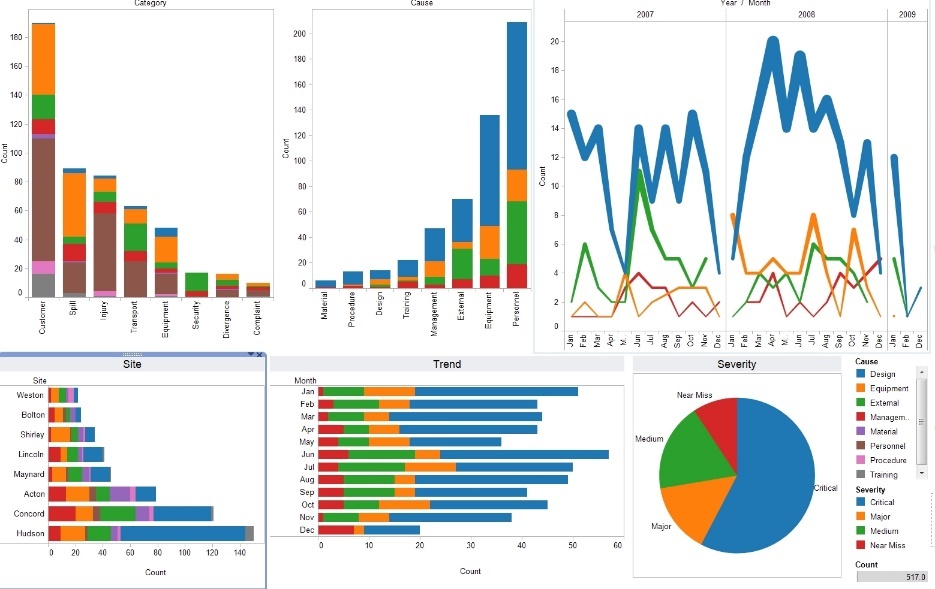 Category
Cause
Year / Month
2007
2008
2009
Count
180
160
140
120
100
80
60
40
20
0
Customer
Spill
Injury
Transport
Equipment
Security
Divergence
Complaint
Count
200
180
160
140
120
100
80
60
40
20
0
Material
Procedure
Design
Training
Management
External
Equipment
Personnel
Count
20
18
16
14
12
10
8
6
4
2
0
Jan
Feb
Mar
Apr
M..
Jun
Jul
Aug
Sep
Oct
Nov
Dec
Jan
Feb
Mar
Apr
M..
Jun
Jul
Aug
Sep
Oct
Nov
Dec
Jan
Feb
Dec
Site
Site
Weston
Bolton
Shirley
Lincoln
Maynard
Acton
Concord
Hudson
0 20 40 60 80 100 120 140
Count
Trend
Month
Jan
Feb
Mar
Apr
May
Jun
Jul
Aug
Sep
Oct
Nov
Dec
0 10 20 30 40 50 60
Count
Severity
Near Miss
Medium
Major
Critical
Cause
Design
Equipment
External
Managem..
Material
Personnel
Procedure
Training
Severity
Critical
Major
Medium
Near Miss
Count
517.0